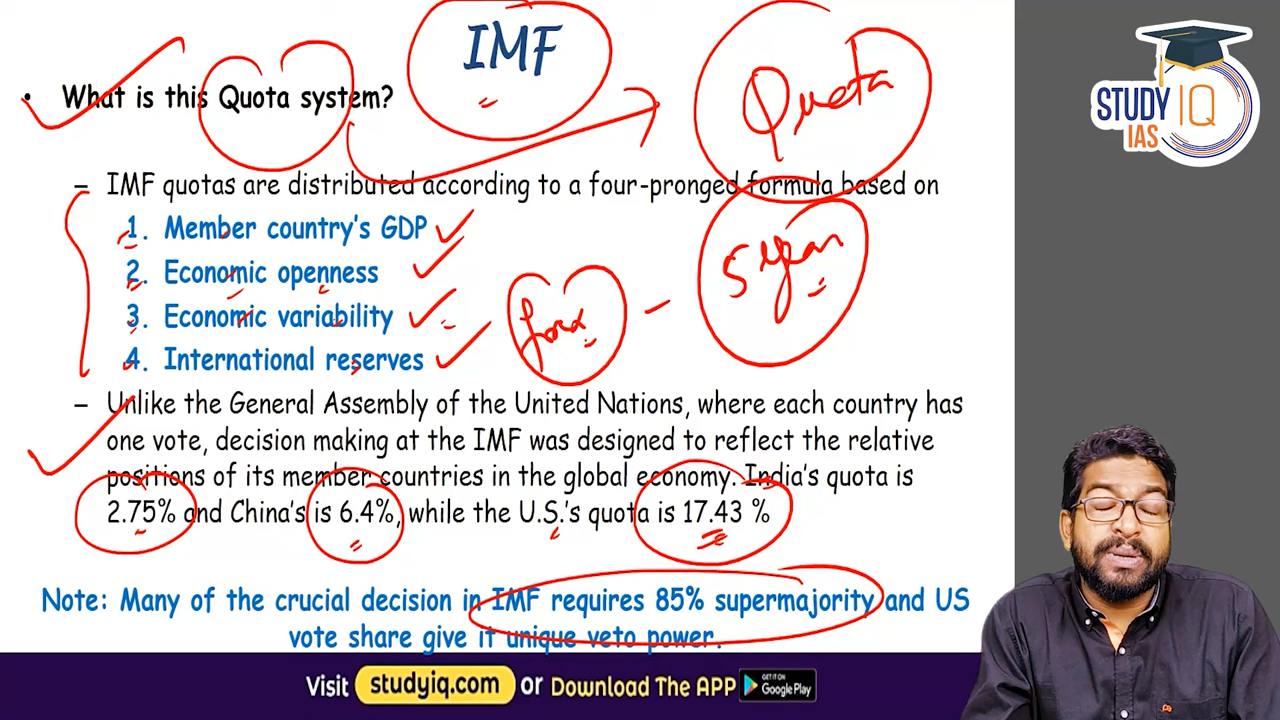 IMF
• What is this Quota system?
Quota
STUDY IQ
IAS
– IMF quotas are distributed according to a four-pronged formula based on
1. Member country's GDP
2. Economic openness
3. Economic variability
4. International reserves
5 year
– Unlike the General Assembly of the United Nations, where each country has
one vote, decision making at the IMF was designed to reflect the relative
positions of its member countries in the global economy. India's quota is
2.75% and China's is 6.4%, while the U.S.'s quota is 17.43 %
Note: Many of the crucial decision in IMF requires 85% supermajority and US
vote share give it unique veto power.
Visit studyiq.com or Download The APP GET IT ON Google Play